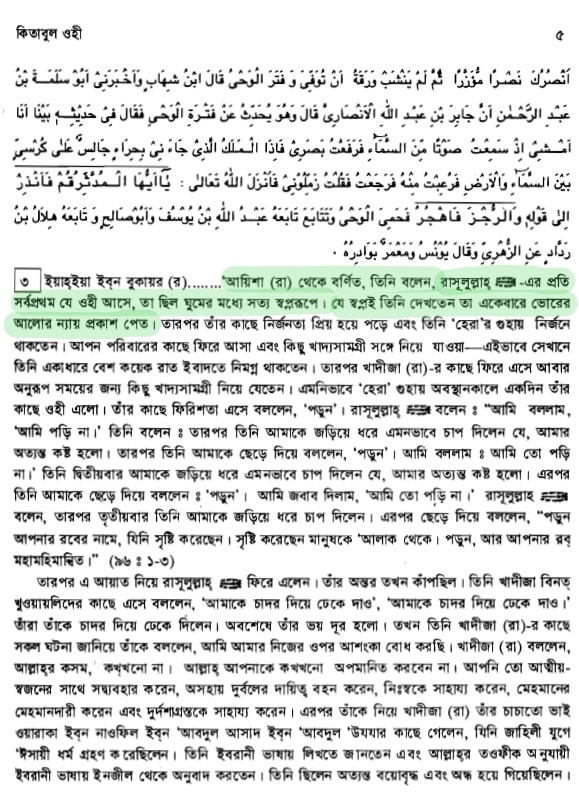 কিতাবুল ওহী ৫
أَنْصُرْكَ نَصْرًا مُؤَزَّرًا ثُمَّ لَمْ يَنْشَبْ وَرَقَةُ أَنْ تُوُفِّيَ وَ فَتَرَ الْوَحْيُ قَالَ ابْنُ شِهَابٍ وَأَخْبَرَنِيْ أَبُوْ سَلَمَةَ بْنُ
عَبْدِ الرَّحْمٰنِ أَنَّ جَابِرَ بْنَ عَبْدِ اللّٰهِ الْأَنْصَارِيَّ قَالَ وَهُوَ يُحَدِّثُ عَنْ فَتْرَةِ الْوَحْيِ فَقَالَ فِيْ حَدِيْثِهِ بَيْنَا أَنَا
أَمْشِيْ إِذْ سَمِعْتُ صَوْتًا مِنَ السَّمَاءِ فَرَفَعْتُ بَصَرِيْ فَإِذَا الْمَلَكُ الَّذِيْ جَاءَنِيْ بِحِرَاءٍ جَالِسٌ عَلٰى كُرْسِيٍّ
بَيْنَ السَّمَاءِ وَالْأَرْضِ فَرُعِبْتُ مِنْهُ فَرَجَعْتُ فَقُلْتُ زَمِّلُوْنِيْ فَأَنْزَلَ اللّٰهُ تَعَالٰى : يٰٓأَيُّهَا الْمُدَّثِّرُ قُمْ فَأَنْذِرْ
إِلٰى قَوْلِهِ وَالرُّجْزَ فَاهْجُرْ فَحَمِيَ الْوَحْيُ وَتَتَابَعَ تَابَعَهُ عَبْدُ اللّٰهِ بْنُ يُوْسُفَ وَأَبُوْ صَالِحٍ وَ تَابَعَهُ هِلَالُ بْنُ
رَدَّادٍ عَنِ الزُّهْرِيِّ وَقَالَ يُوْنُسُ وَمَعْمَرٌ بَوَادِرُهُ ۰
৩ ইয়াহ্ইয়া ইব্‌ন বুকায়র (র)........'আয়িশা (রা) থেকে বর্ণিত, তিনি বলেন, রাসূলুল্লাহ্ ﷺ -এর প্রতি
সর্বপ্রথম যে ওহী আসে, তা ছিল ঘুমের মধ্যে সত্য স্বপ্নরূপে। যে স্বপ্নই তিনি দেখতেন তা একেবারে ভোরের
আলোর ন্যায় প্রকাশ পেত। তারপর তাঁর কাছে নির্জনতা প্রিয় হয়ে পড়ে এবং তিনি 'হেরা'র গুহায় নির্জনে
থাকতেন। আপন পরিবারের কাছে ফিরে আসা এবং কিছু খাদ্যসামগ্রী সঙ্গে নিয়ে যাওয়া—এইভাবে সেখানে
তিনি একাধারে বেশ কয়েক রাত ইবাদতে নিমগ্ন থাকতেন। তারপর খাদীজা (রা)-র কাছে ফিরে এসে আবার
অনুরূপ সময়ের জন্য কিছু খাদ্যসামগ্রী নিয়ে যেতেন। এমনিভাবে 'হেরা' গুহায় অবস্থানকালে একদিন তাঁর
কাছে ওহী এলো। তাঁর কাছে ফিরিশতা এসে বললেন, 'পড়ুন'। রাসূলুল্লাহ্ ﷺ বলেন : "আমি বললাম,
'আমি পড়ি না।' তিনি বলেন : তারপর তিনি আমাকে জড়িয়ে ধরে এমনভাবে চাপ দিলেন যে, আমার
অত্যন্ত কষ্ট হলো। তারপর তিনি আমাকে ছেড়ে দিয়ে বললেন, 'পড়ুন'। আমি বললাম : 'আমি তো পড়ি
না।' তিনি দ্বিতীয়বার আমাকে জড়িয়ে ধরে এমনভাবে চাপ দিলেন যে, আমার অত্যন্ত কষ্ট হলো। এরপর
তিনি আমাকে ছেড়ে দিয়ে বললেন : 'পড়ুন'। আমি জবাব দিলাম, 'আমি তো পড়ি না।' রাসূলুল্লাহ্ ﷺ
বলেন, তারপর তৃতীয়বার তিনি আমাকে জড়িয়ে ধরে চাপ দিলেন। এরপর ছেড়ে দিয়ে বললেন, "পড়ুন
আপনার রবের নামে, যিনি সৃষ্টি করেছেন। সৃষ্টি করেছেন মানুষকে 'আলাক থেকে। পড়ুন, আর আপনার রব্
মহামহিমান্বিত।" (৯৬ : ১-৩)
তারপর এ আয়াত নিয়ে রাসূলুল্লাহ্ ﷺ ফিরে এলেন। তাঁর অন্তর তখন কাঁপছিল। তিনি খাদীজা বিন্‌ত
খুওয়ায়লিদের কাছে এসে বললেন, 'আমাকে চাদর দিয়ে ঢেকে দাও', 'আমাকে চাদর দিয়ে ঢেকে দাও।'
তাঁরা তাঁকে চাদর দিয়ে ঢেকে দিলেন। অবশেষে তাঁর ভয় দূর হলো। তখন তিনি খাদীজা (রা)-র কাছে
সকল ঘটনা জানিয়ে তাঁকে বললেন, আমি আমার নিজের ওপর আশংকা বোধ করছি। খাদীজা (রা) বললেন,
আল্লাহ্‌র কসম, কখ্খনো না। আল্লাহ্ আপনাকে কখখনো অপমানিত করবেন না। আপনি তো আত্মীয়-
স্বজনের সাথে সদ্ব্যবহার করেন, অসহায় দুর্বলের দায়িত্ব বহন করেন, নিঃস্বকে সাহায্য করেন, মেহমানের
মেহমানদারী করেন এবং দুর্দশাগ্রস্তকে সাহায্য করেন। এরপর তাঁকে নিয়ে খাদীজা (রা) তাঁর চাচাতো ভাই
ওয়ারাকা ইব্‌ন নাওফিল ইব্‌ন 'আবদুল আসাদ ইব্‌ন 'আবদুল 'উযযার কাছে গেলেন, যিনি জাহিলী যুগে
'ঈসায়ী ধর্ম গ্রহণ করেছিলেন। তিনি ইবরানী ভাষায় লিখতে জানতেন এবং আল্লাহ্‌র তওফীক অনুযায়ী
ইবরানী ভাষায় ইনজীল থেকে অনুবাদ করতেন। তিনি ছিলেন অত্যন্ত বয়োবৃদ্ধ এবং অন্ধ হয়ে গিয়েছিলেন।